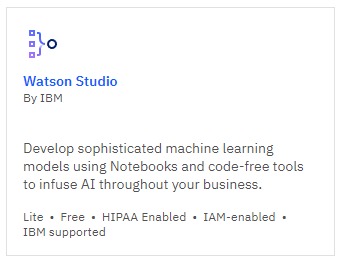 Watson Studio
By IBM
Develop sophisticated machine learning
models using Notebooks and code-free tools
to infuse AI throughout your business.
Lite • Free • HIPAA Enabled • IAM-enabled •
IBM supported